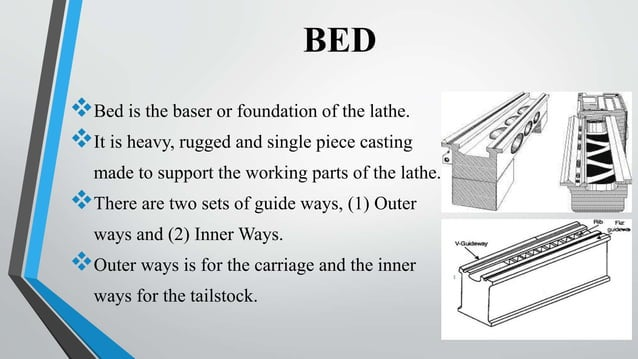 BED
Bed is the baser or foundation of the lathe.
It is heavy, rugged and single piece casting
made to support the working parts of the lathe.
There are two sets of guide ways, (1) Outer
ways and (2) Inner Ways.
Outer ways is for the carriage and the inner
ways for the tailstock.
Rib
Flat
guideway
V-Guideway